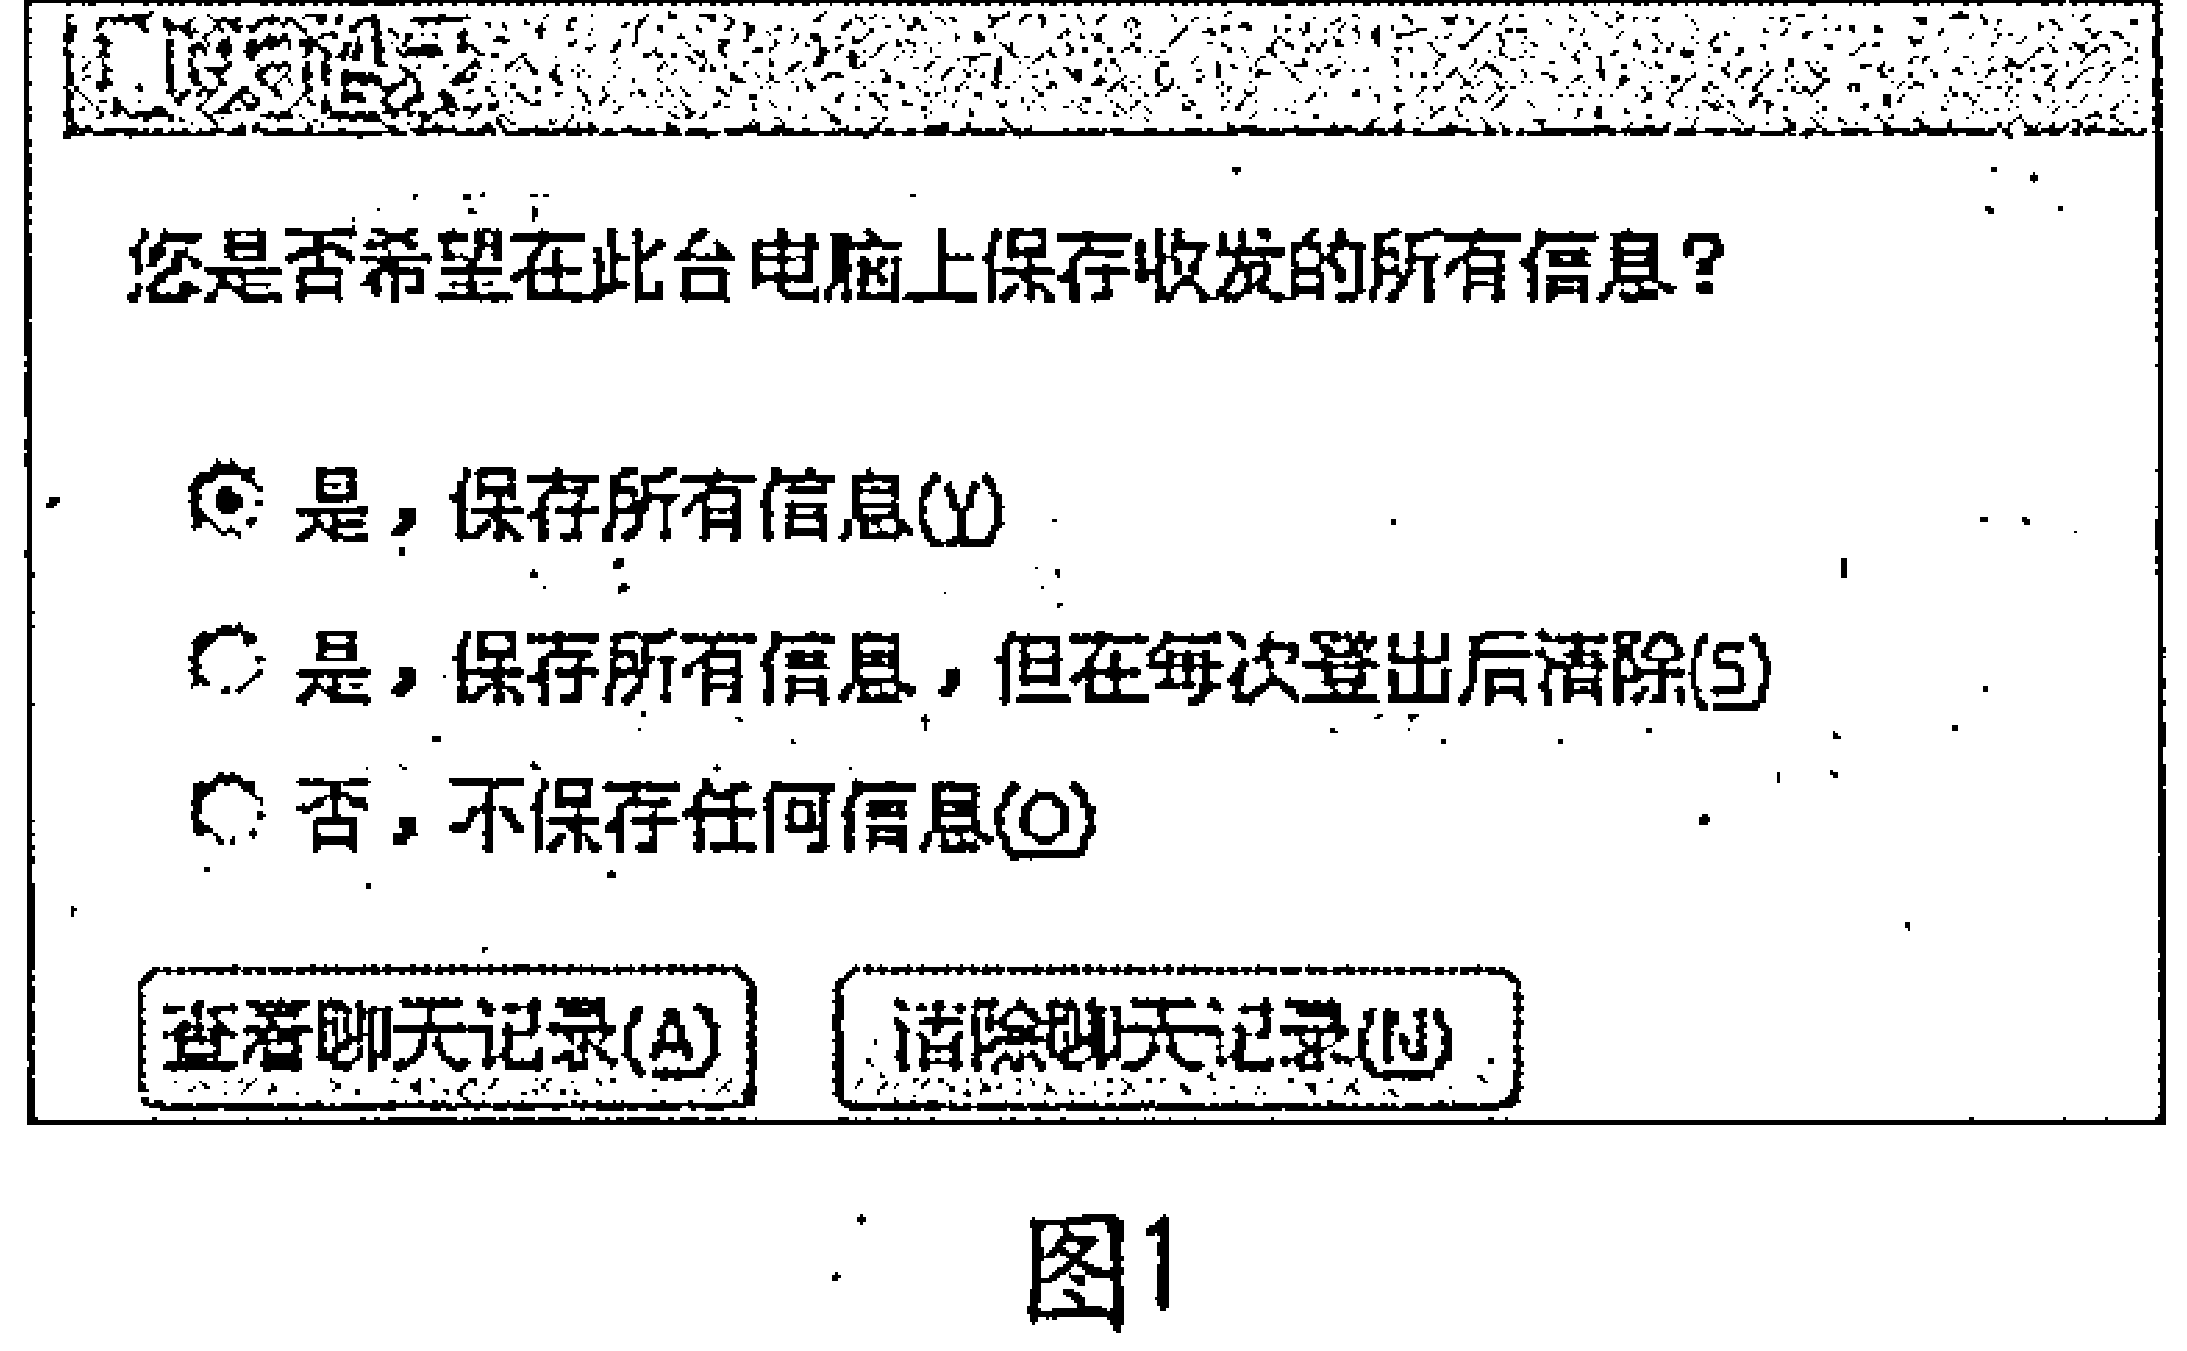 您是否希望在此台电脑上保存收发的所有信息?
是,保存所有信息(Y)
是,保存所有信息,但在每次登出后清除(S)
否,不保存任何信息(O)
查看聊天记录(A)
清除聊天记录(N)
图1